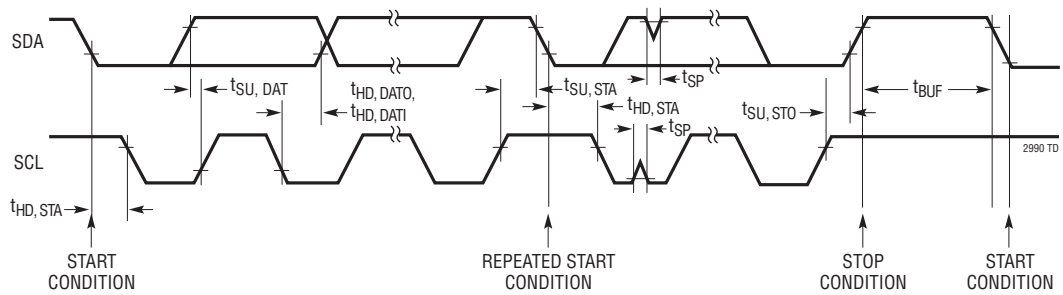 SDA
tSU, DAT
tHD, DATO,
tHD, DATI
tSU, STA
tHD, STA
tSP
tSP
tSU, STO
tBUF
SCL
2990 TD
tHD, STA
START
CONDITION
REPEATED START
CONDITION
STOP
CONDITION
START
CONDITION